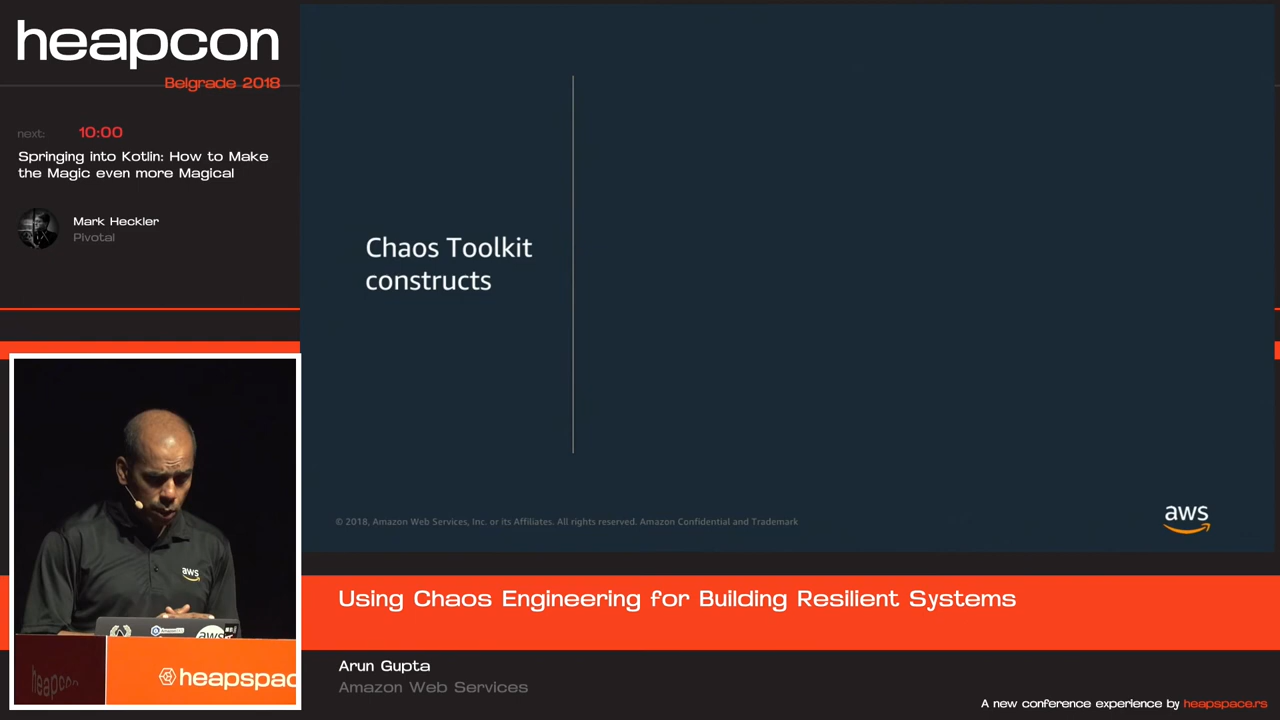 heapcon
Belgrade 2018
next: 10:00
Springing into Kotlin: How to Make
the Magic even more Magical
Mark Heckler
Pivotal
Chaos Toolkit
constructs
© 2018, Amazon Web Services, Inc. or its Affiliates. All rights reserved. Amazon Confidential and Trademark
aws
aws
aws
heapcon
heapspac
Using Chaos Engineering for Building Resilient Systems
Arun Gupta
Amazon Web Services
A new conference experience by heapspace.rs